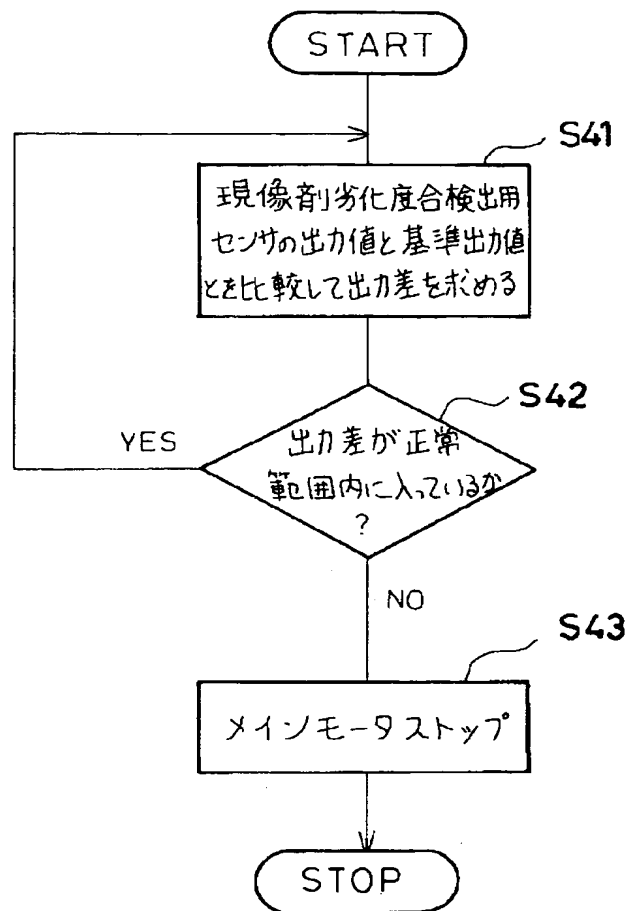 START
S41
現像剤劣化度合検出用
センサの出力値と基準出力値
とを比較して出力差を求める
S42
YES
出力差が正常
範囲内に入っているか
?
NO
S43
メインモータストップ
STOP